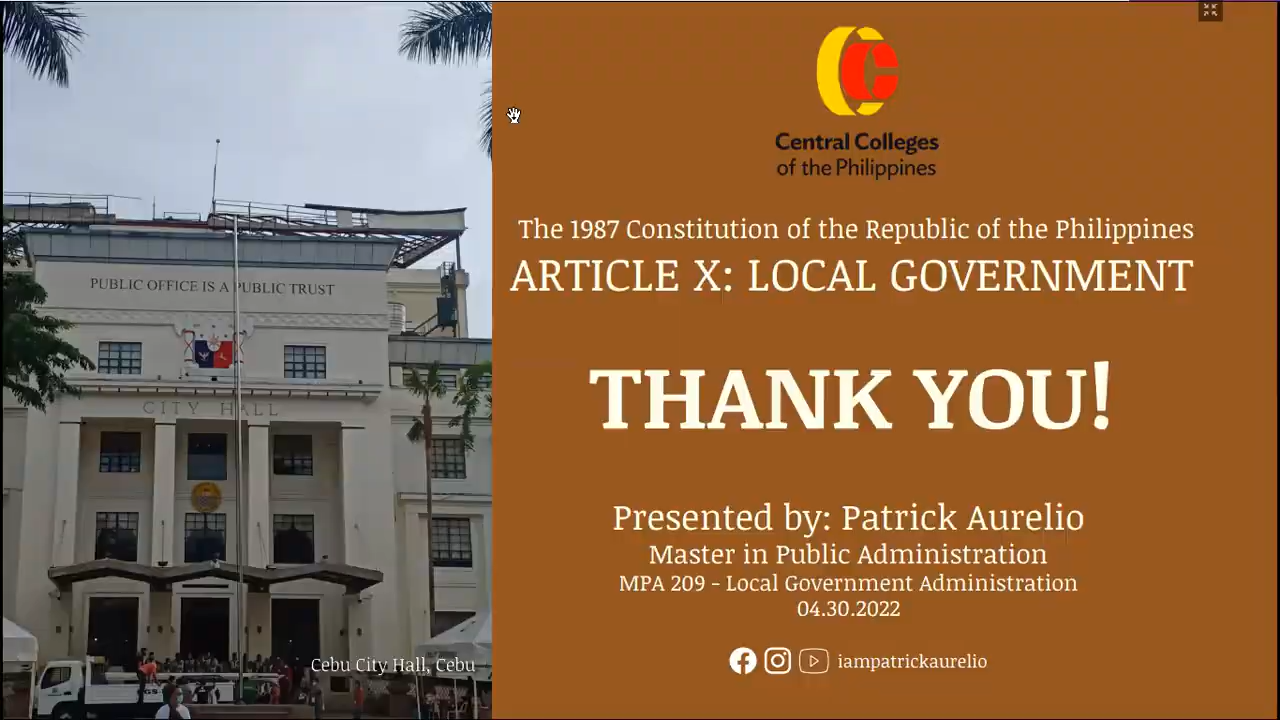 PUBLIC OFFICE IS A PUBLIC TRUST
CITY HALL
Cebu City Hall, Cebu
Central Colleges
of the Philippines
The 1987 Constitution of the Republic of the Philippines
ARTICLE X: LOCAL GOVERNMENT
THANK YOU!
Presented by: Patrick Aurelio
Master in Public Administration
MPA 209 - Local Government Administration
04.30.2022
iampatrickaurelio